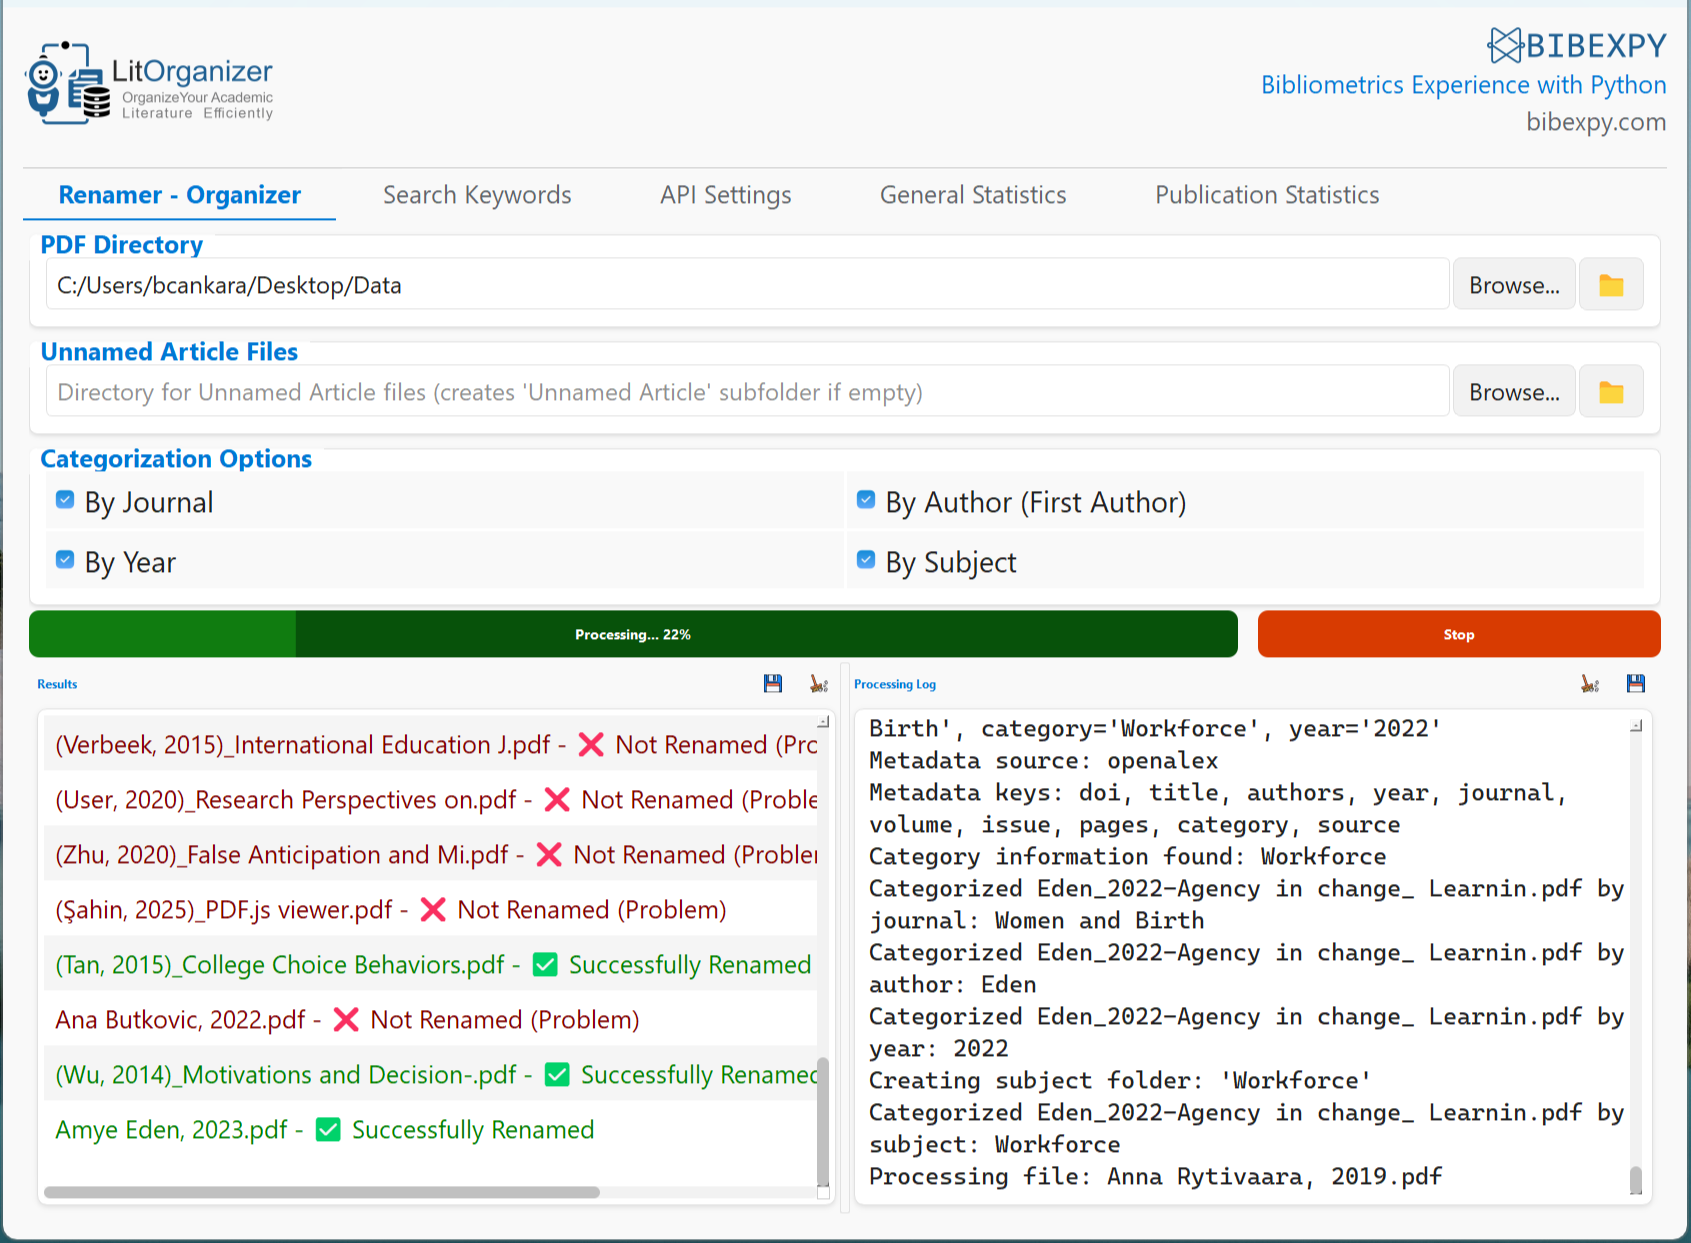 LitOrganizer
OrganizeYour Academic
Literature Efficiently
BIBEXPY
Bibliometrics Experience with Python
bibexpy.com
Renamer - Organizer
Search Keywords
API Settings
General Statistics
Publication Statistics
PDF Directory
C:/Users/bcankara/Desktop/Data
Browse...
Unnamed Article Files
Directory for Unnamed Article files (creates 'Unnamed Article' subfolder if empty)
Browse...
Categorization Options
By Journal
By Author (First Author)
By Year
By Subject
Processing... 22%
Stop
Results
(Verbeek, 2015)_International Education J.pdf - ❌ Not Renamed (Pro
(User, 2020)_Research Perspectives on.pdf - ❌ Not Renamed (Proble
(Zhu, 2020)_False Anticipation and Mi.pdf - ❌ Not Renamed (Problem
(Şahin, 2025)_PDF.js viewer.pdf - ❌ Not Renamed (Problem)
(Tan, 2015)_College Choice Behaviors.pdf - ✅ Successfully Renamed
Ana Butkovic, 2022.pdf - ❌ Not Renamed (Problem)
(Wu, 2014)_Motivations and Decision-.pdf - ✅ Successfully Renamed
Amye Eden, 2023.pdf - ✅ Successfully Renamed
Processing Log
Birth', category='Workforce', year='2022'
Metadata source: openalex
Metadata keys: doi, title, authors, year, journal,
volume, issue, pages, category, source
Category information found: Workforce
Categorized Eden_2022-Agency in change_ Learnin.pdf by
journal: Women and Birth
Categorized Eden_2022-Agency in change_ Learnin.pdf by
author: Eden
Categorized Eden_2022-Agency in change_ Learnin.pdf by
year: 2022
Creating subject folder: 'Workforce'
Categorized Eden_2022-Agency in change_ Learnin.pdf by
subject: Workforce
Processing file: Anna Rytivaara, 2019.pdf